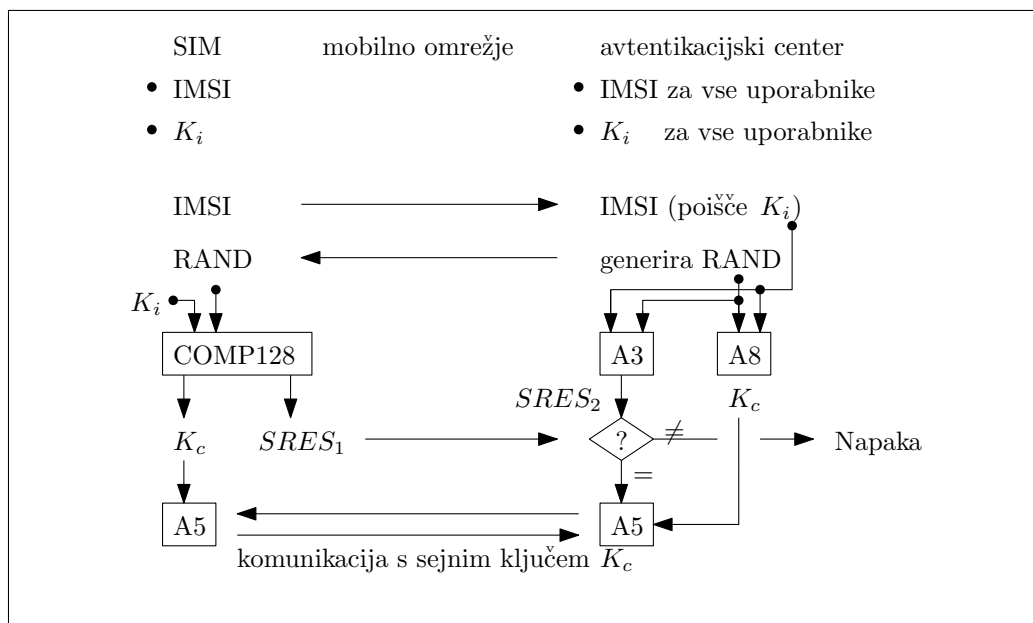 SIM mobilno omrežje avtentikacijski center
• IMSI • IMSI za vse uporabnike
• K_i • K_i za vse uporabnike
IMSI IMSI (poišče K_i)
RAND generira RAND
K_i
COMP128 A3 A8
SRES_2 K_c
K_c SRES_1 ? ≠ Napaka
=
A5 A5
komunikacija s sejnim ključem K_c